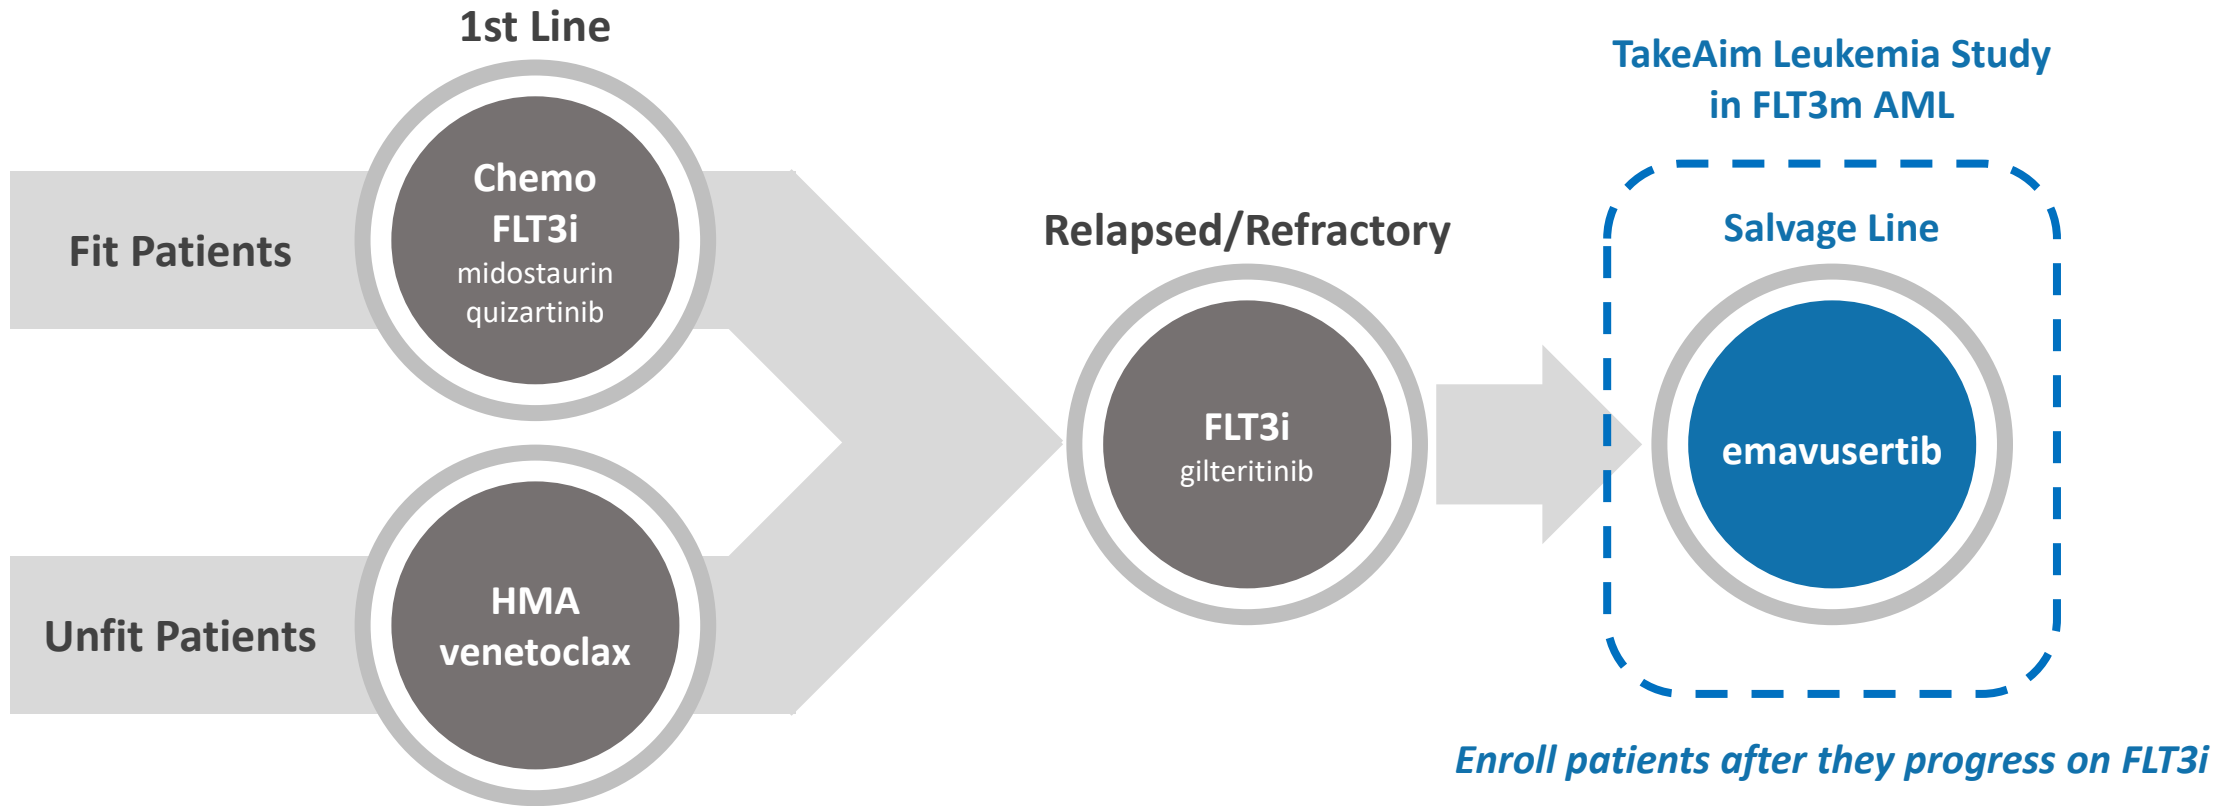 1st Line
TakeAim Leukemia Study
in FLT3m AML
Fit Patients
Chemo
FLT3i
midostaurin
quizartinib
Relapsed/Refractory
Salvage Line
FLT3i
gilteritinib
emavusertib
Unfit Patients
HMA
venetoclax
Enroll patients after they progress on FLT3i